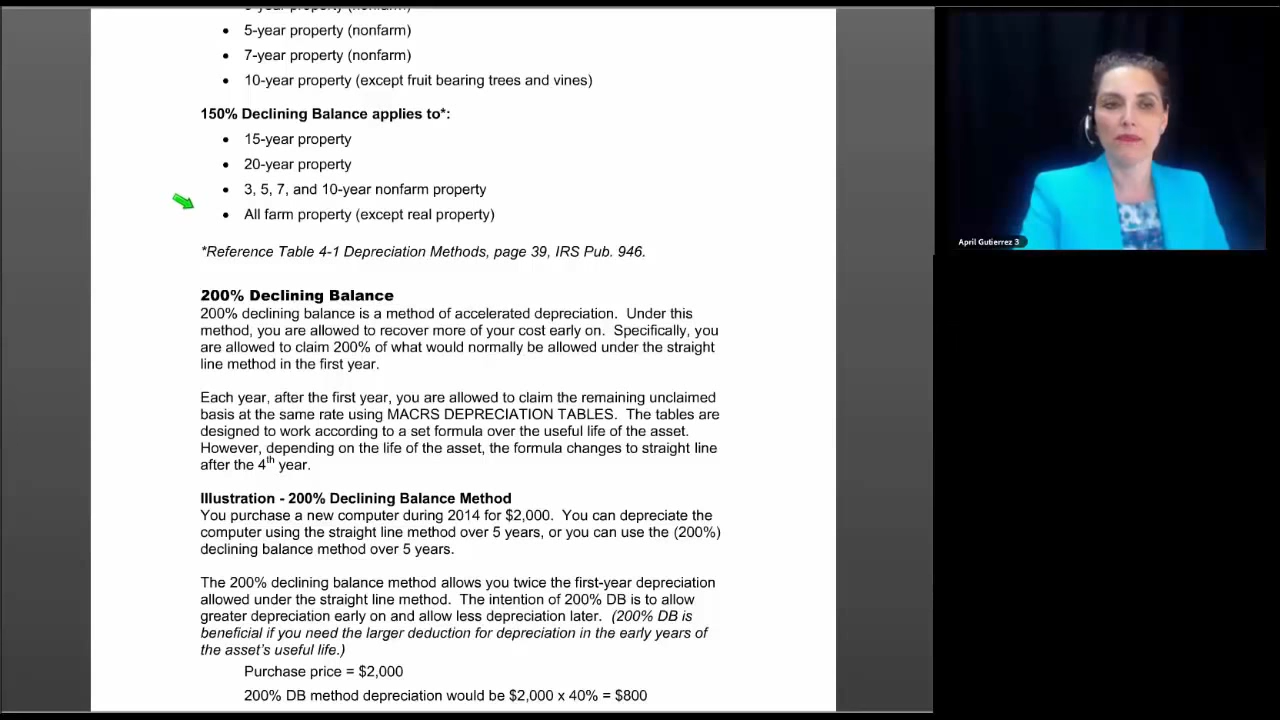 5-year property (nonfarm)
7-year property (nonfarm)
10-year property (except fruit bearing trees and vines)
150% Declining Balance applies to*:
15-year property
20-year property
3, 5, 7, and 10-year nonfarm property
All farm property (except real property)
*Reference Table 4-1 Depreciation Methods, page 39, IRS Pub. 946.
200% Declining Balance
200% declining balance is a method of accelerated depreciation. Under this
method, you are allowed to recover more of your cost early on. Specifically, you
are allowed to claim 200% of what would normally be allowed under the straight
line method in the first year.
Each year, after the first year, you are allowed to claim the remaining unclaimed
basis at the same rate using MACRS DEPRECIATION TABLES. The tables are
designed to work according to a set formula over the useful life of the asset.
However, depending on the life of the asset, the formula changes to straight line
after the 4th year.
Illustration - 200% Declining Balance Method
You purchase a new computer during 2014 for $2,000. You can depreciate the
computer using the straight line method over 5 years, or you can use the (200%)
declining balance method over 5 years.
The 200% declining balance method allows you twice the first-year depreciation
allowed under the straight line method. The intention of 200% DB is to allow
greater depreciation early on and allow less depreciation later. (200% DB is
beneficial if you need the larger deduction for depreciation in the early years of
the asset's useful life.)
Purchase price = $2,000
200% DB method depreciation would be $2,000 x 40% = $800
April Gutierrez 3